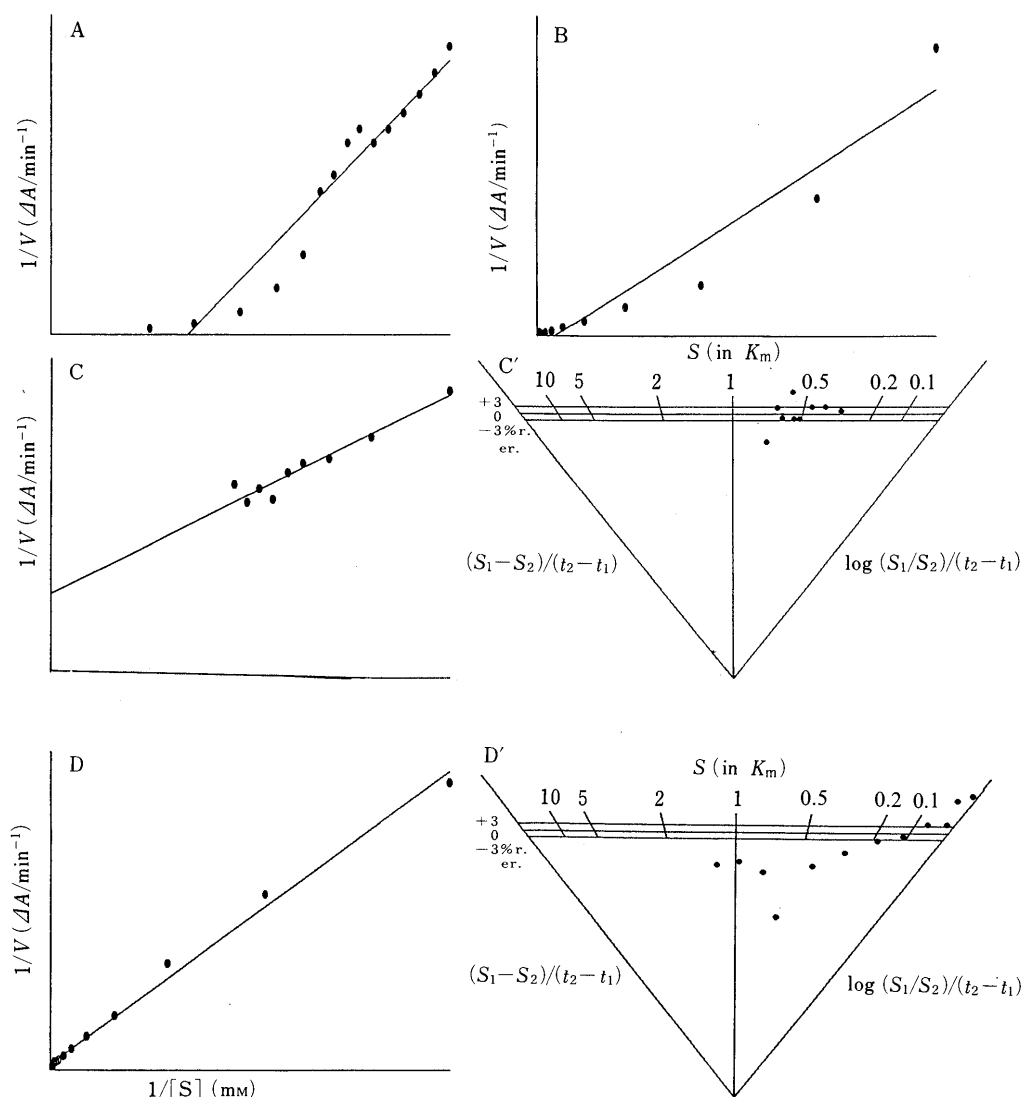 A
1/V (ΔA/min⁻¹)
B
1/V (ΔA/min⁻¹)
S (in Kₘ)
C
1/V (ΔA/min⁻¹)
C′
10 5 2 1 0.5 0.2 0.1
+3
0
−3%r.
er.
(S₁−S₂)/(t₂−t₁)
log (S₁/S₂)/(t₂−t₁)
D
1/V (ΔA/min⁻¹)
1/[S] (mM)
D′
S (in Kₘ)
10 5 2 1 0.5 0.2 0.1
+3
0
−3%r.
er.
(S₁−S₂)/(t₂−t₁)
log (S₁/S₂)/(t₂−t₁)